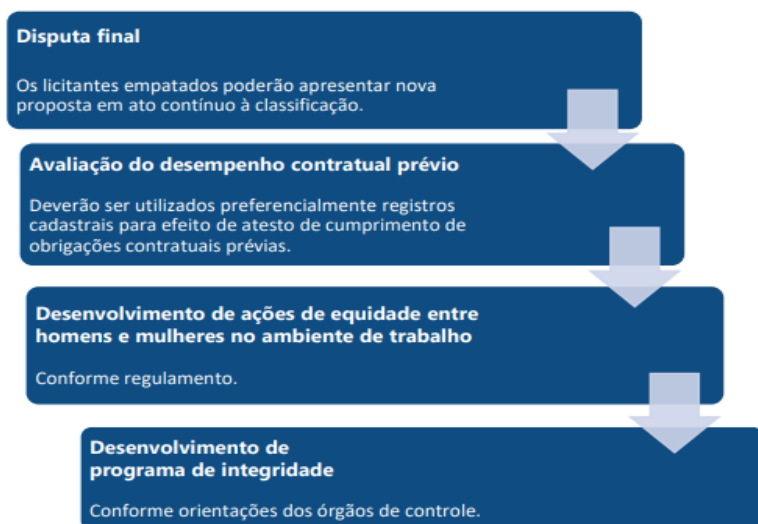 Disputa final
Os licitantes empatados poderão apresentar nova
proposta em ato contínuo à classificação.
Avaliação do desempenho contratual prévio
Deverão ser utilizados preferencialmente registros
cadastrais para efeito de atesto de cumprimento de
obrigações contratuais prévias.
Desenvolvimento de ações de equidade entre
homens e mulheres no ambiente de trabalho
Conforme regulamento.
Desenvolvimento de
programa de integridade
Conforme orientações dos órgãos de controle.